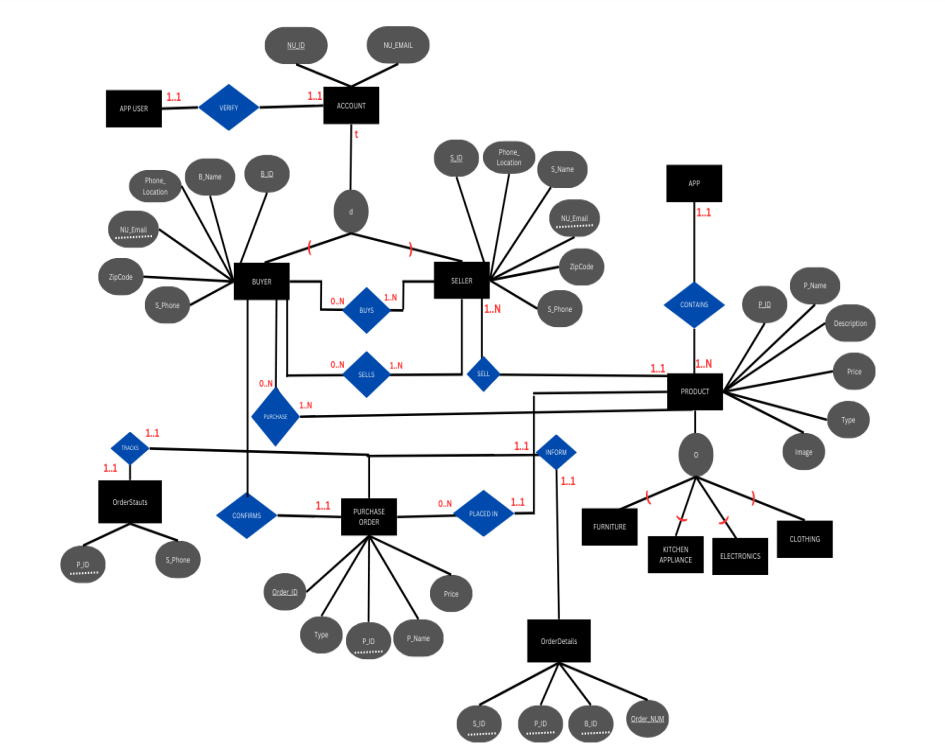 NU_ID
NU_EMAIL
APP USER
1..1
VERIFY
1..1
ACCOUNT
t
Phone_
Location
B_Name
B_ID
NU_Email
ZipCode
S_Phone
d
S_ID
Phone_
Location
S_Name
NU_Email
ZipCode
S_Phone
APP
1..1
CONTAINS
1..N
BUYER
SELLER
0..N
BUYS
1..N
1..N
0..N
SELLS
1..N
SELL
1..1
0..N
PURCHASE
1..N
PRODUCT
P_ID
P_Name
Description
Price
Type
Image
O
FURNITURE
KITCHEN
APPLIANCE
ELECTRONICS
CLOTHING
TRACKS
1..1
1..1
OrderStauts
P_ID
S_Phone
CONFIRMS
1..1
PURCHASE
ORDER
0..N
PLACED IN
1..1
1..1
INFORM
1..1
Order_ID
Type
P_ID
P_Name
Price
OrderDetails
S_ID
P_ID
B_ID
Order_NUM